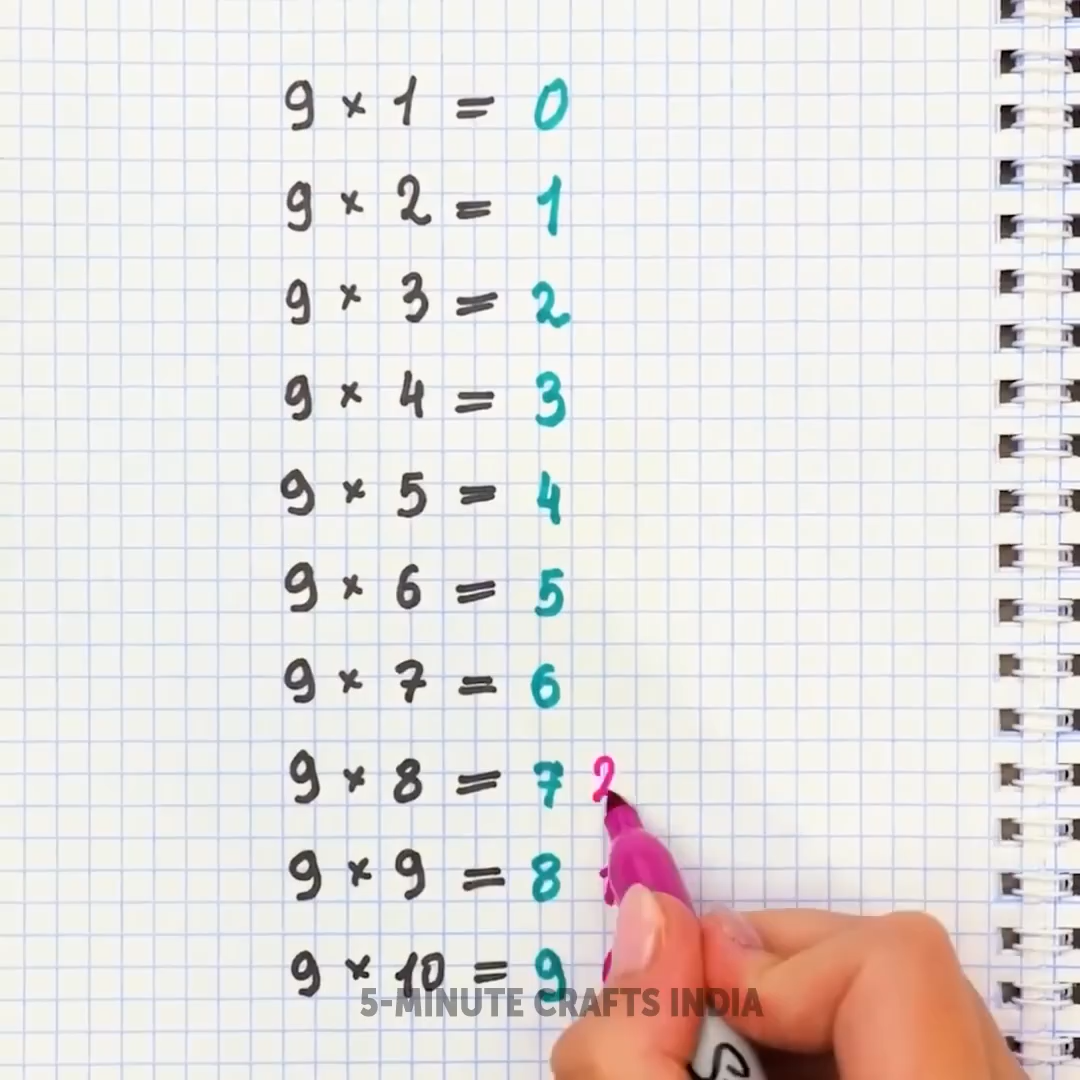 9 × 1 = 0
9 × 2 = 1
9 × 3 = 2
9 × 4 = 3
9 × 5 = 4
9 × 6 = 5
9 × 7 = 6
9 × 8 = 7 2
9 × 9 = 8
9 × 10 = 9
5-MINUTE CRAFTS INDIA